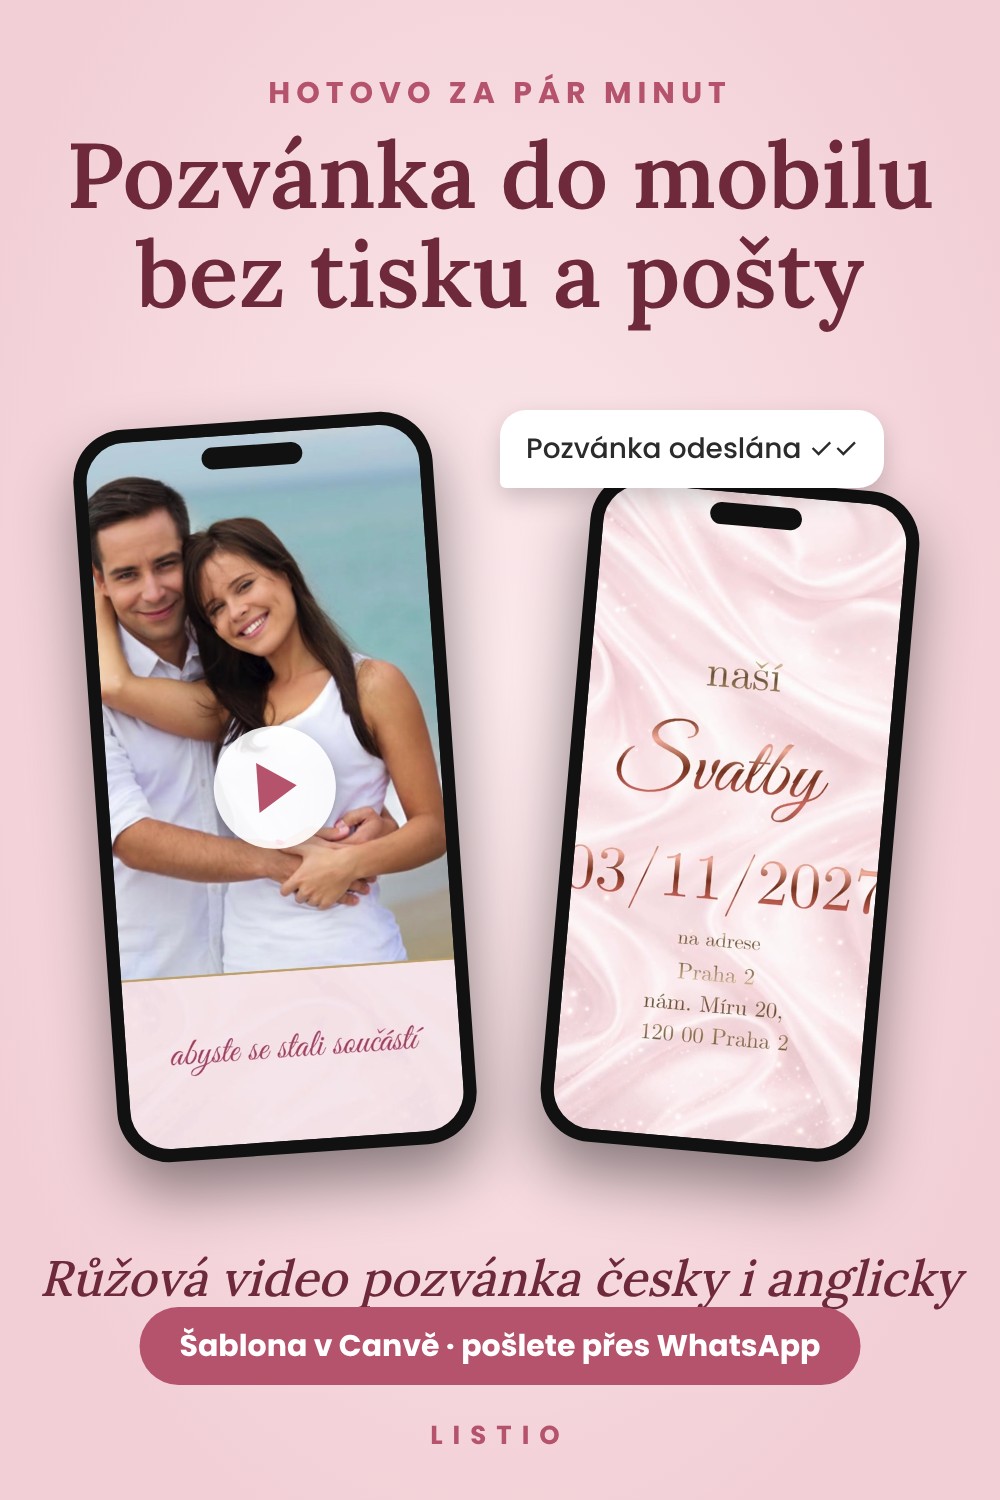 HOTOVO ZA PÁR MINUT
Pozvánka do mobilu
bez tisku a pošty
Pozvánka odeslána ✓✓
abyste se stali součástí
naší
Svatby
03/11/2027
na adrese
Praha 2
nám. Míru 20,
120 00 Praha 2
Růžová video pozvánka česky i anglicky
Šablona v Canvě · pošlete přes WhatsApp
LISTIO